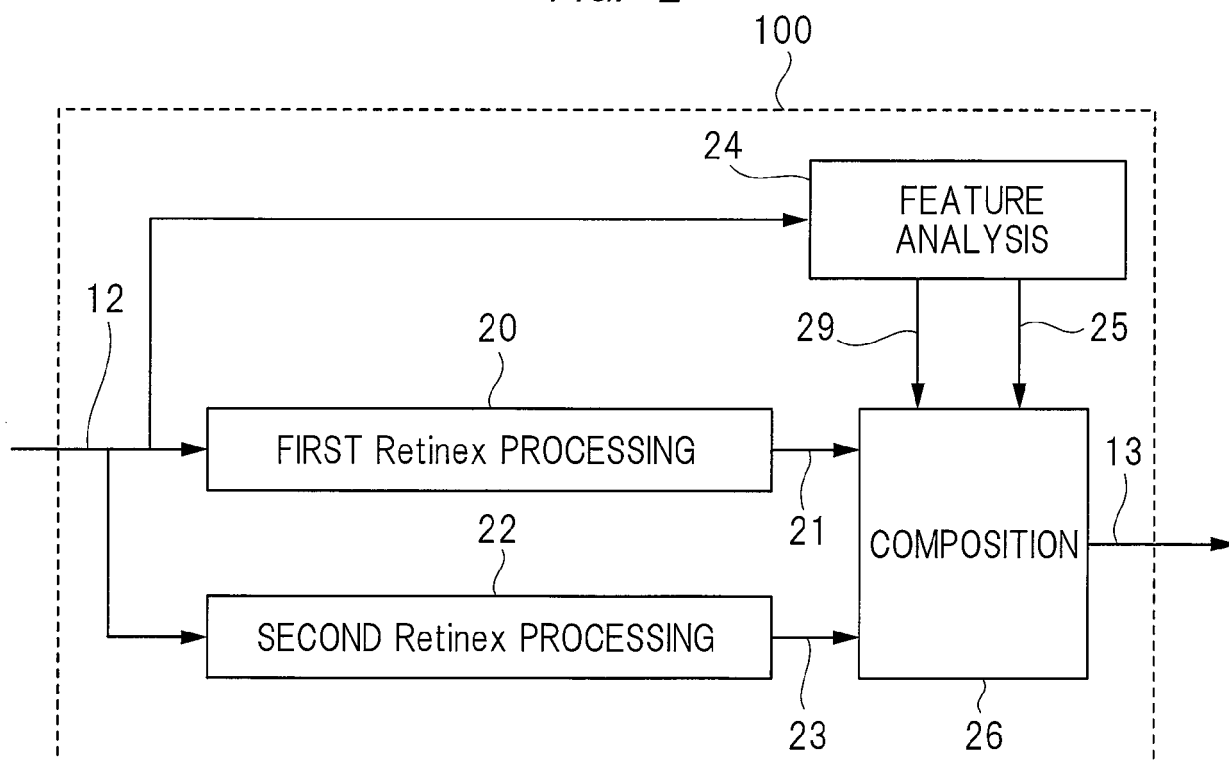 100
24
FEATURE
ANALYSIS
12
20
29
25
FIRST Retinex PROCESSING
21
13
22
COMPOSITION
SECOND Retinex PROCESSING
23
26